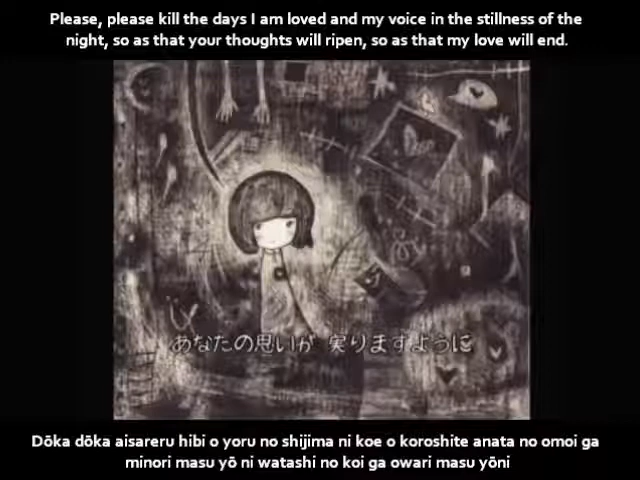 Please, please kill the days I am loved and my voice in the stillness of the
night, so as that your thoughts will ripen, so as that my love will end.
あなたの思いが 実りますように
Dōka dōka aisareru hibi o yoru no shijima ni koe o koroshite anata no omoi ga
minori masu yō ni watashi no koi ga owari masu yōni